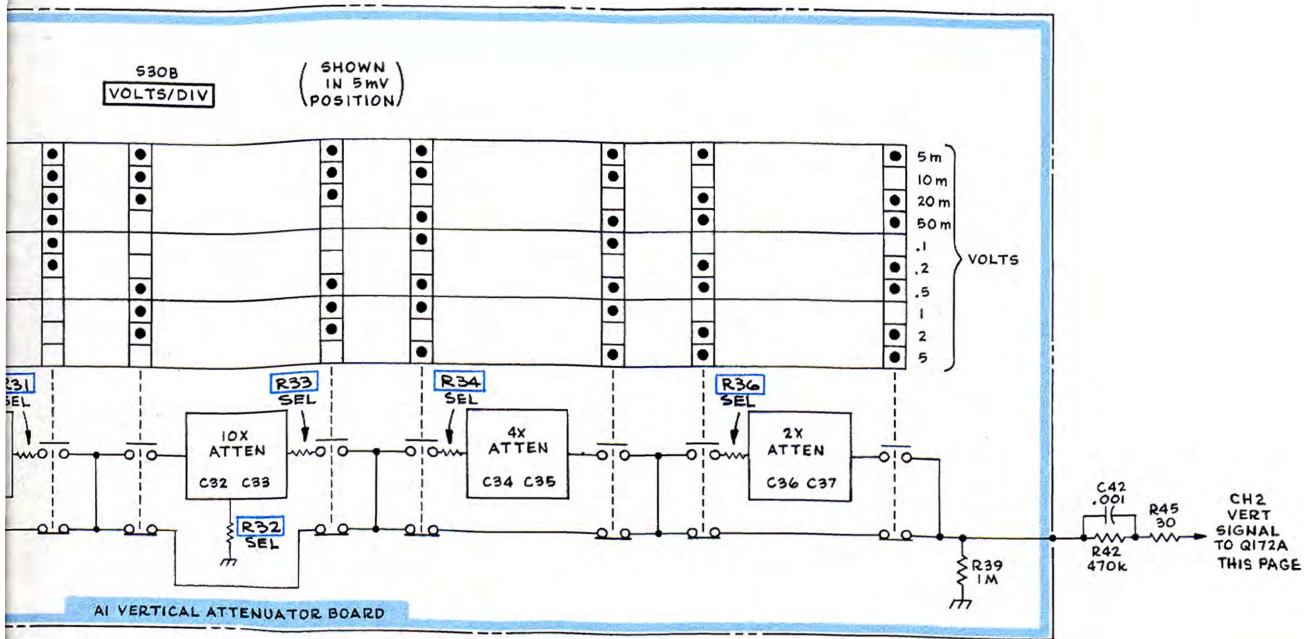 S30B
VOLTS/DIV
(SHOWN
IN 5mV
POSITION)
5m
10m
20m
50m
.1
.2
.5
1
2
5
VOLTS
R31
SEL
10X
ATTEN
C32 C33
R32
SEL
R33
SEL
R34
SEL
4X
ATTEN
C34 C35
R36
SEL
2X
ATTEN
C36 C37
R39
1M
C42
.001
R42
470k
R45
30
CH2
VERT
SIGNAL
TO Q172A
THIS PAGE
A1 VERTICAL ATTENUATOR BOARD